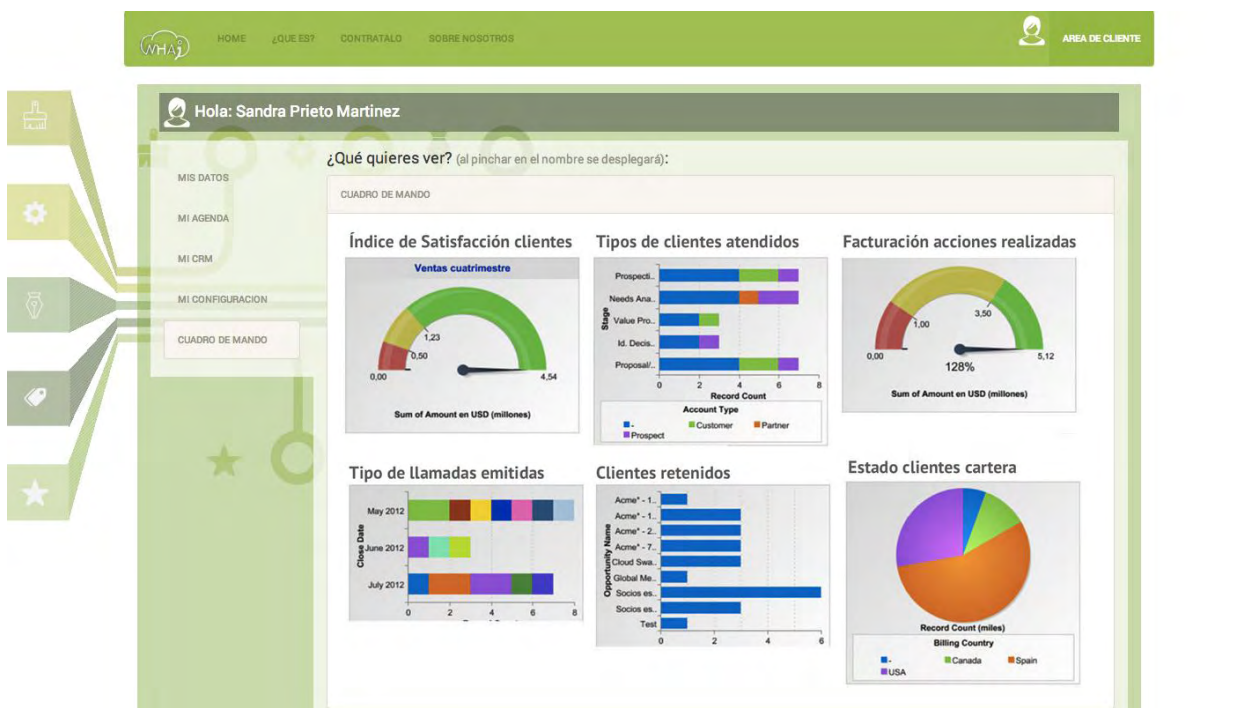 WHAJ
HOME ¿QUE ES? CONTRATALO SOBRE NOSOTROS
AREA DE CLIENTE
Hola: Sandra Prieto Martinez
MIS DATOS
MI AGENDA
MI CRM
MI CONFIGURACION
CUADRO DE MANDO
¿Qué quieres ver? (al pinchar en el nombre se desplegará):
CUADRO DE MANDO
Índice de Satisfacción clientes
Ventas cuatrimestre
1,23
0,50
0,00
4,54
Sum of Amount en USD (millones)
Tipos de clientes atendidos
Stage
Prospecti..
Needs Ana..
Value Pro..
Id. Decis..
Proposal/..
0 2 4 6 8
Record Count
Account Type
- Customer Partner
Prospect
Facturación acciones realizadas
3,50
1,00
0,00
5,12
128%
Sum of Amount en USD (millones)
Tipo de llamadas emitidas
Close Date
May 2012
June 2012
July 2012
0 2 4 6 8
Clientes retenidos
Opportunity Name
Acme* - 1..
Acme* - 1..
Acme* - 2..
Acme* - 7..
Cloud Swa..
Global Me..
Socios es..
Socios es..
Test
0 2 4 6
Estado clientes cartera
Record Count (miles)
Billing Country
- Canada Spain
USA